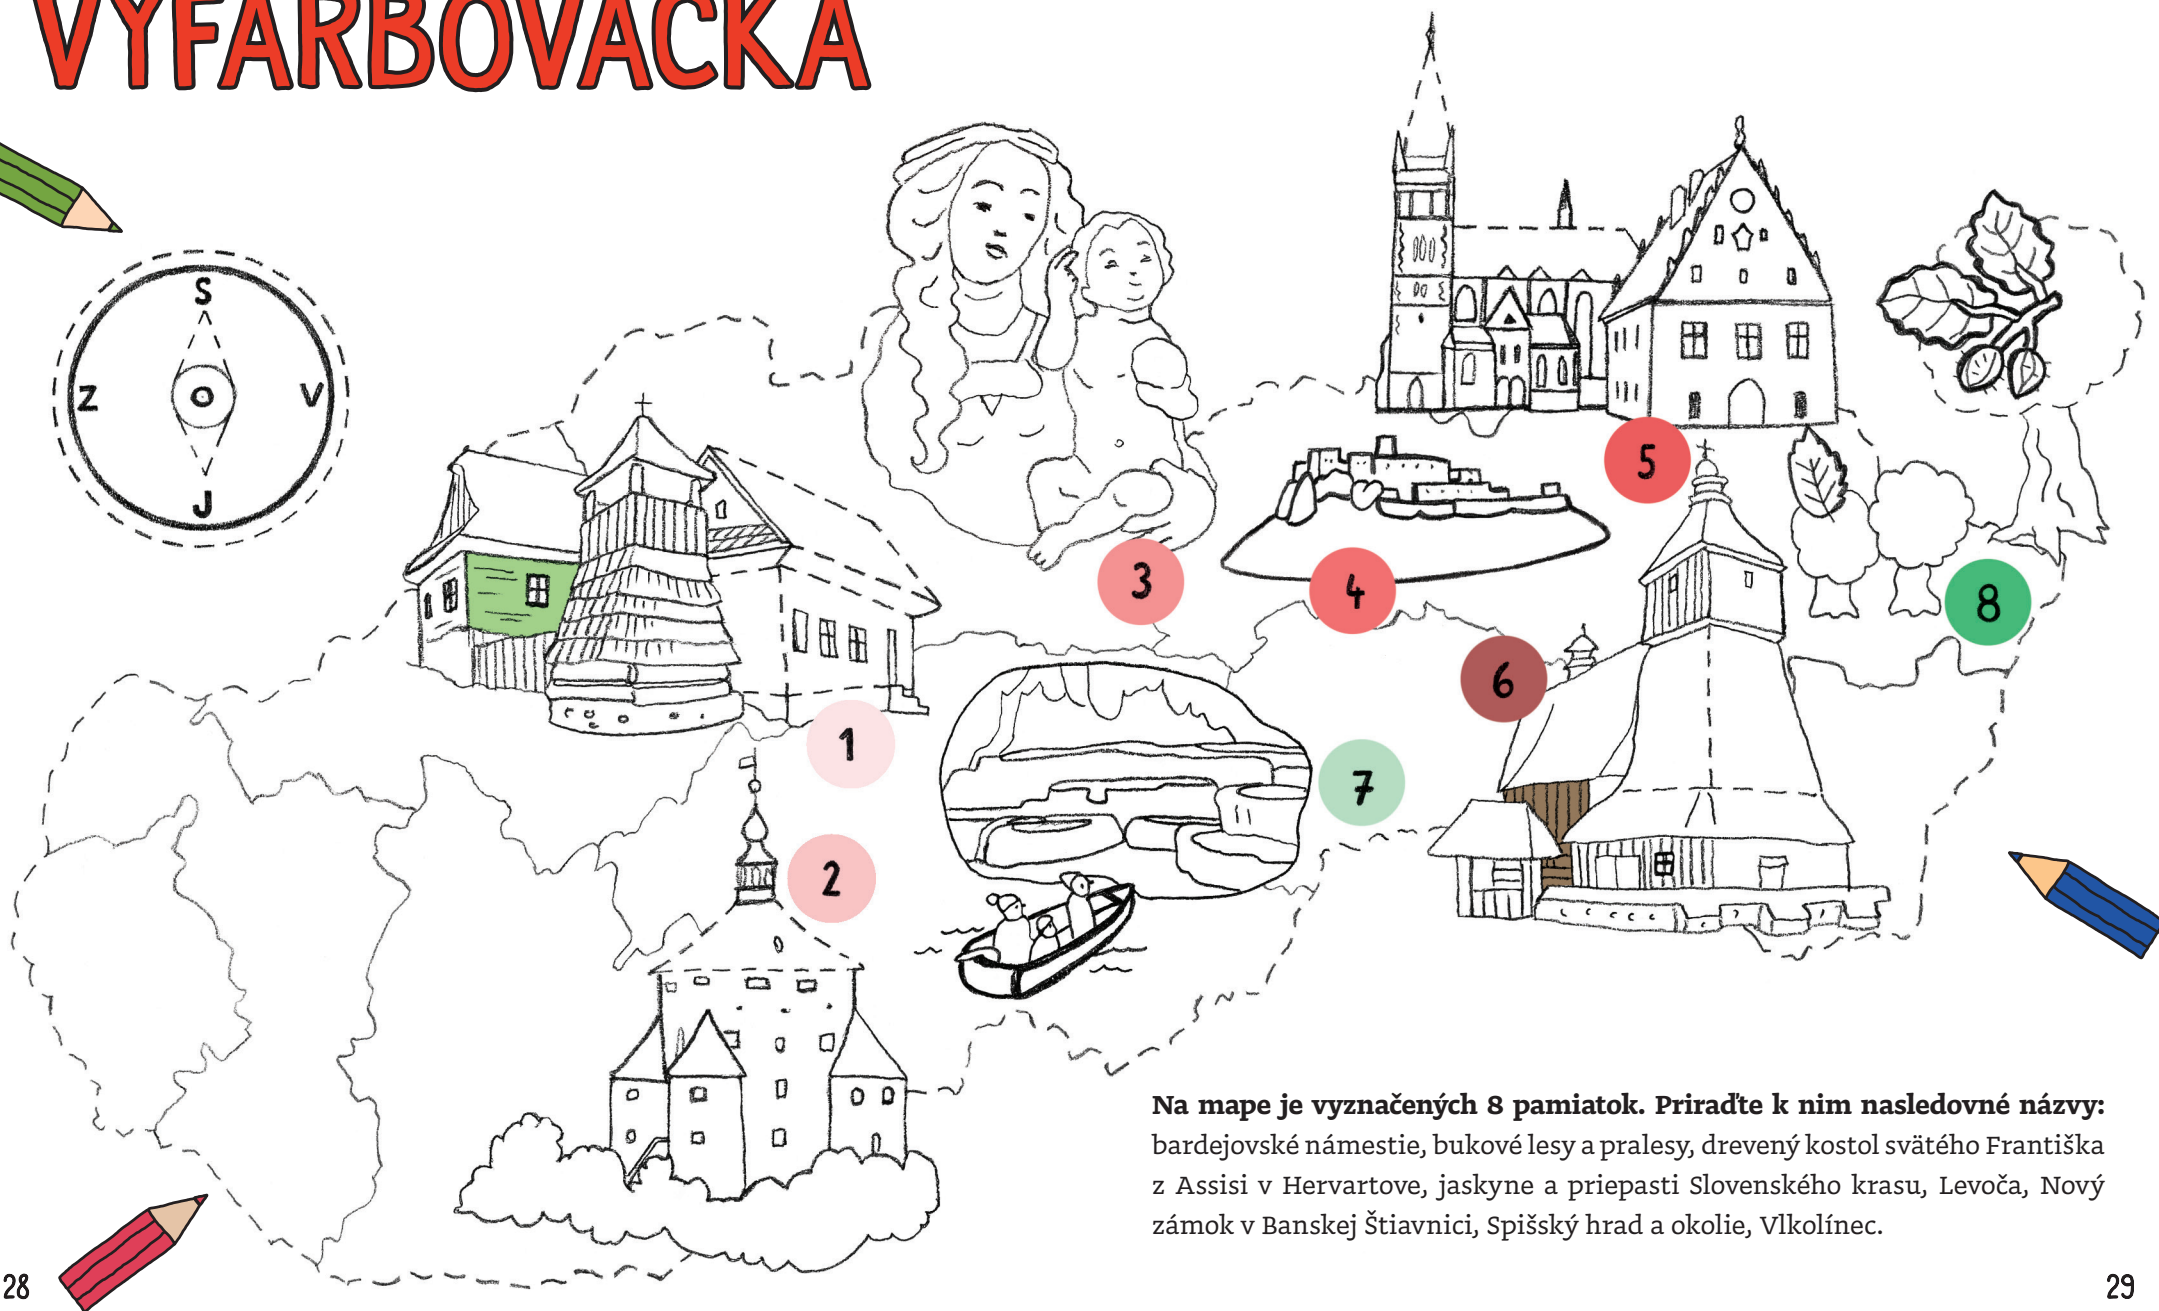 VYFARBOVAČKA
S
Z
V
J
5
3
4
8
6
1
7
2
Na mape je vyznačených 8 pamiatok. Priraďte k nim nasledovné názvy:
bardejovské námestie, bukové lesy a pralesy, drevený kostol svätého Františka
z Assisi v Hervartove, jaskyne a priepasti Slovenského krasu, Levoča, Nový
zámok v Banskej Štiavnici, Spišský hrad a okolie, Vlkolínec.
28
29